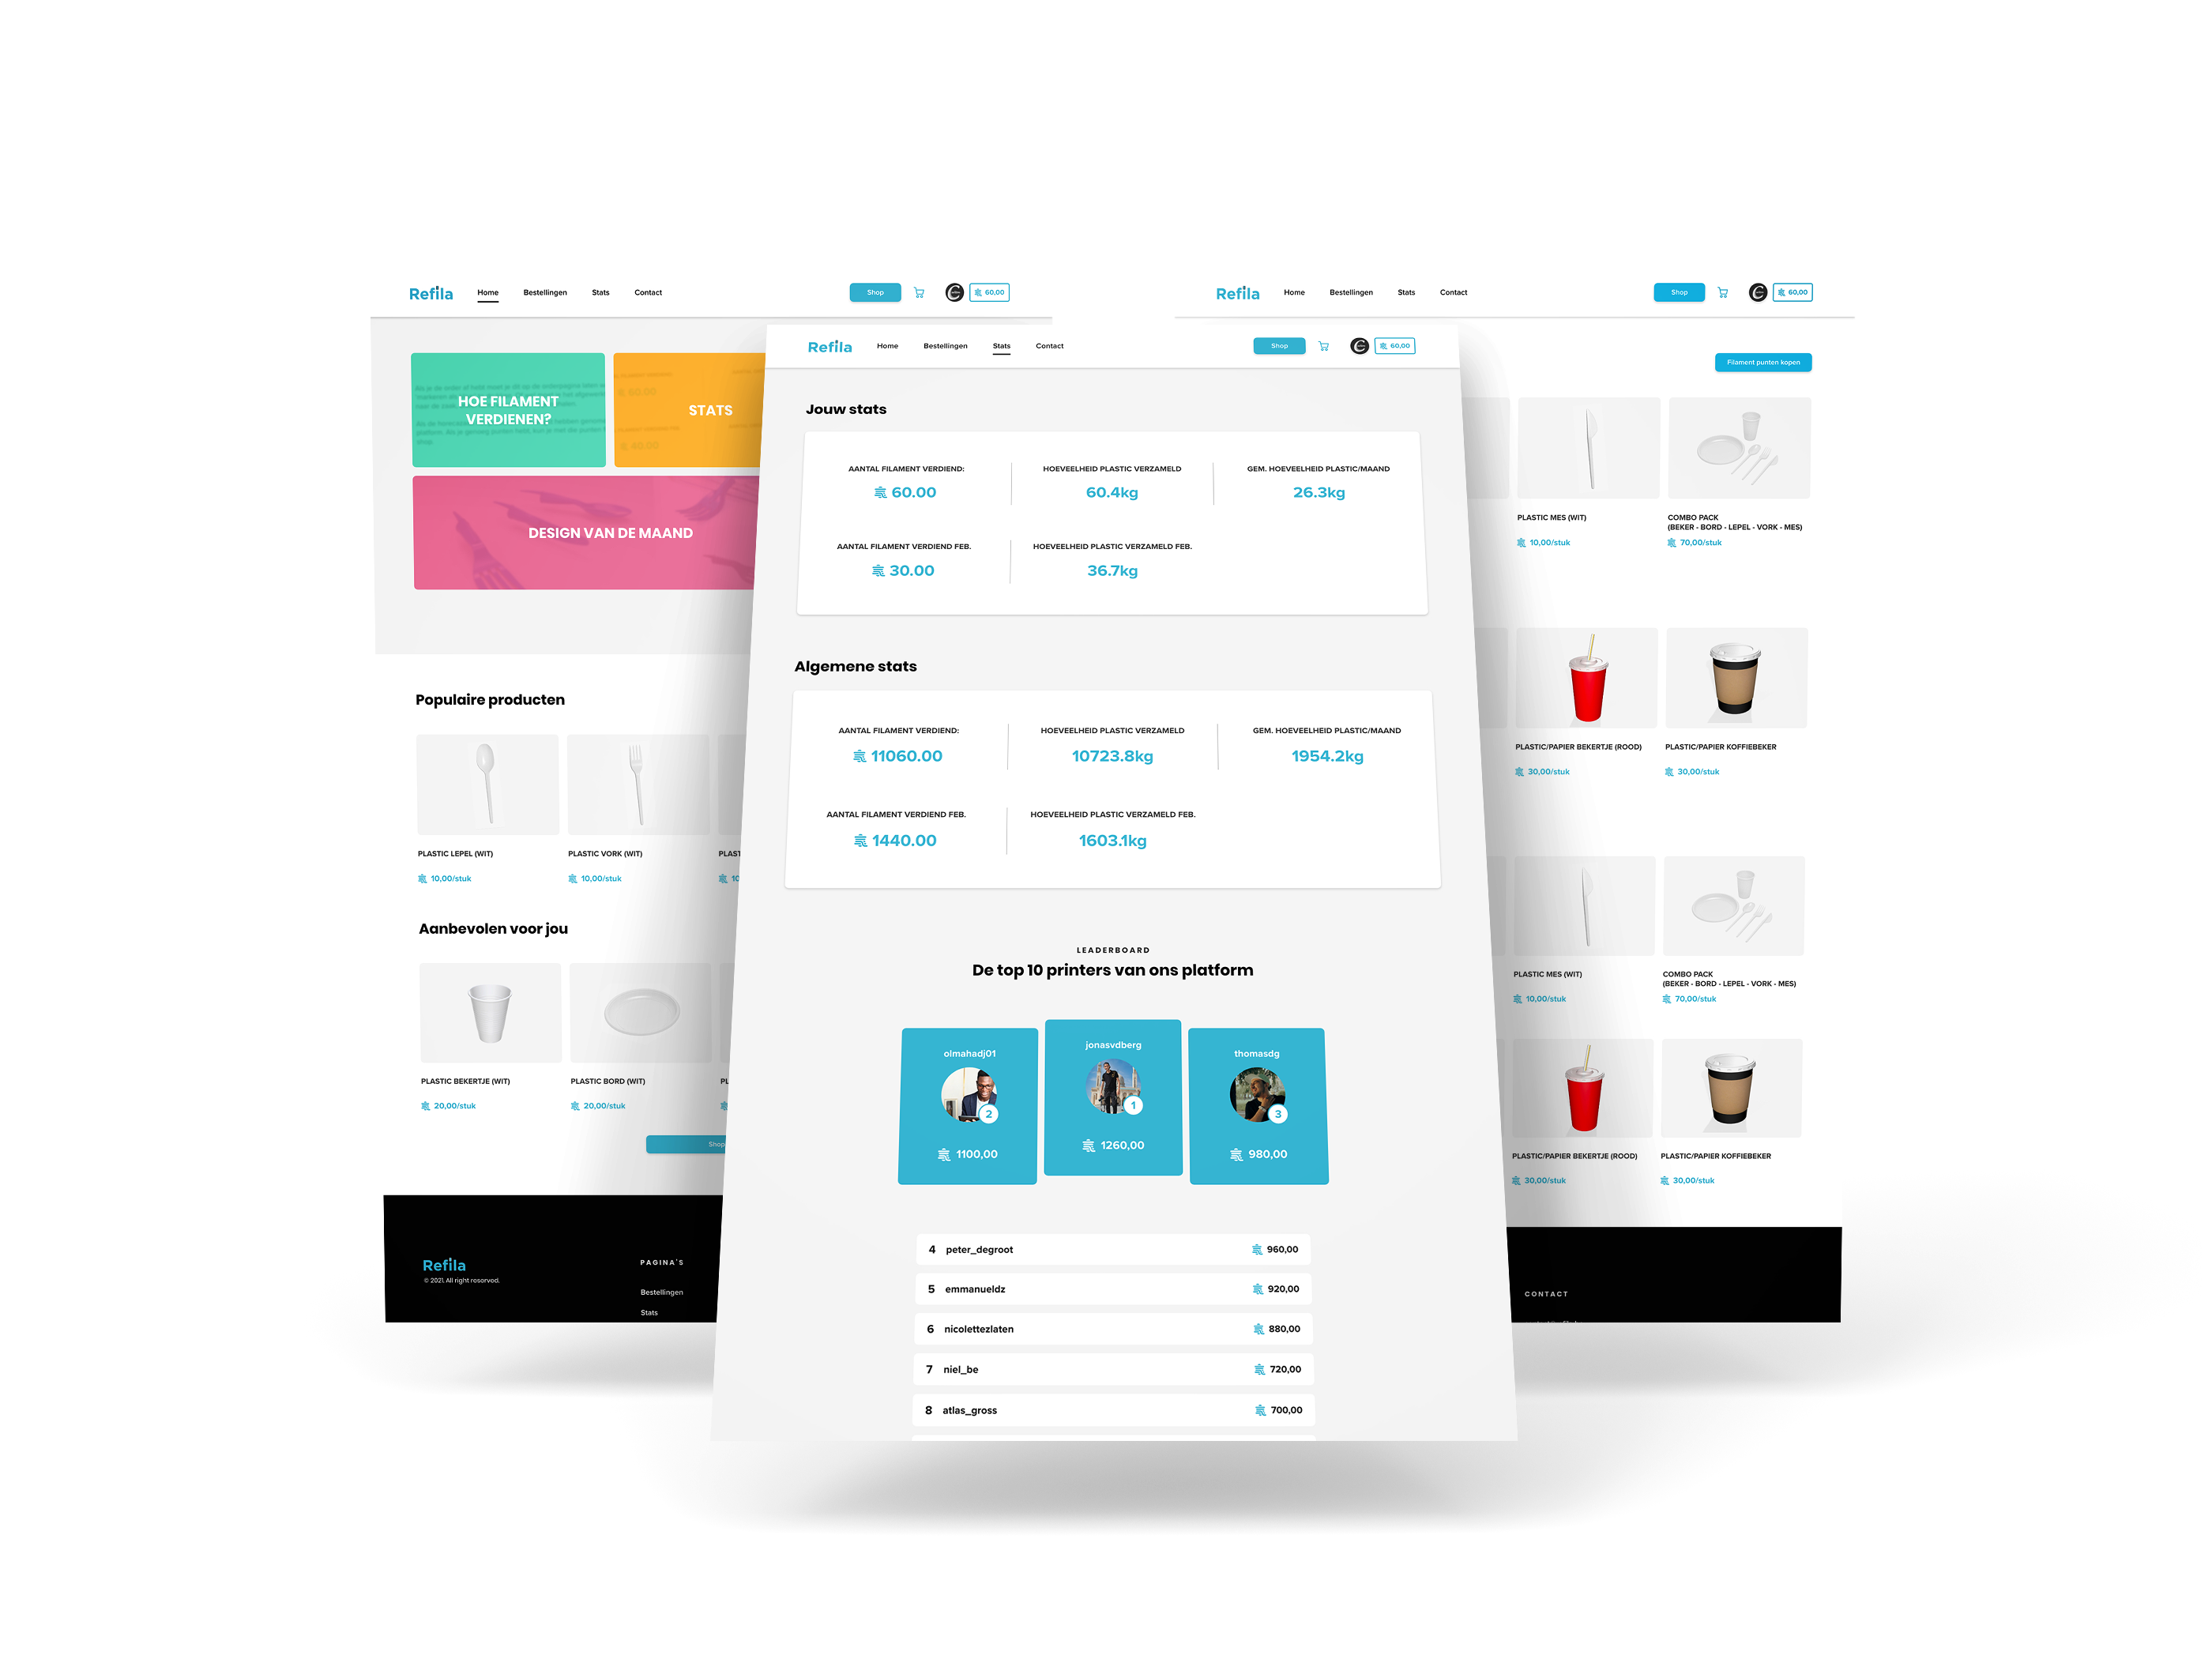 Refila Home Bestellingen Stats Contact Shop 60,00
HOE FILAMENT
VERDIENEN?
STATS
DESIGN VAN DE MAAND
Populaire producten
PLASTIC LEPEL (WIT) PLASTIC VORK (WIT)
10,00/stuk 10,00/stuk
Aanbevolen voor jou
PLASTIC BEKERTJE (WIT) PLASTIC BORD (WIT)
20,00/stuk 20,00/stuk
Shop
Refila
© 2021. All right reserved.
PAGINA'S
Bestellingen
Stats
Refila Home Bestellingen Stats Contact Shop 60,00
Jouw stats
AANTAL FILAMENT VERDIEND: HOEVEELHEID PLASTIC VERZAMELD GEM. HOEVEELHEID PLASTIC/MAAND
60.00 60.4kg 26.3kg
AANTAL FILAMENT VERDIEND FEB. HOEVEELHEID PLASTIC VERZAMELD FEB.
30.00 36.7kg
Algemene stats
AANTAL FILAMENT VERDIEND: HOEVEELHEID PLASTIC VERZAMELD GEM. HOEVEELHEID PLASTIC/MAAND
11060.00 10723.8kg 1954.2kg
AANTAL FILAMENT VERDIEND FEB. HOEVEELHEID PLASTIC VERZAMELD FEB.
1440.00 1603.1kg
LEADERBOARD
De top 10 printers van ons platform
olmahadj01 jonasvdberg thomasdg
2 1 3
1100,00 1260,00 980,00
4 peter_degroot 960,00
5 emmanueldz 920,00
6 nicolettezlaten 880,00
7 niel_be 720,00
8 atlas_gross 700,00
Refila Home Bestellingen Stats Contact Shop 60,00
Filament punten kopen
PLASTIC MES (WIT) COMBO PACK
(BEKER - BORD - LEPEL - VORK - MES)
10,00/stuk 70,00/stuk
PLASTIC/PAPIER BEKERTJE (ROOD) PLASTIC/PAPIER KOFFIEBEKER
30,00/stuk 30,00/stuk
PLASTIC MES (WIT) COMBO PACK
(BEKER - BORD - LEPEL - VORK - MES)
10,00/stuk 70,00/stuk
PLASTIC/PAPIER BEKERTJE (ROOD) PLASTIC/PAPIER KOFFIEBEKER
30,00/stuk 30,00/stuk
CONTACT